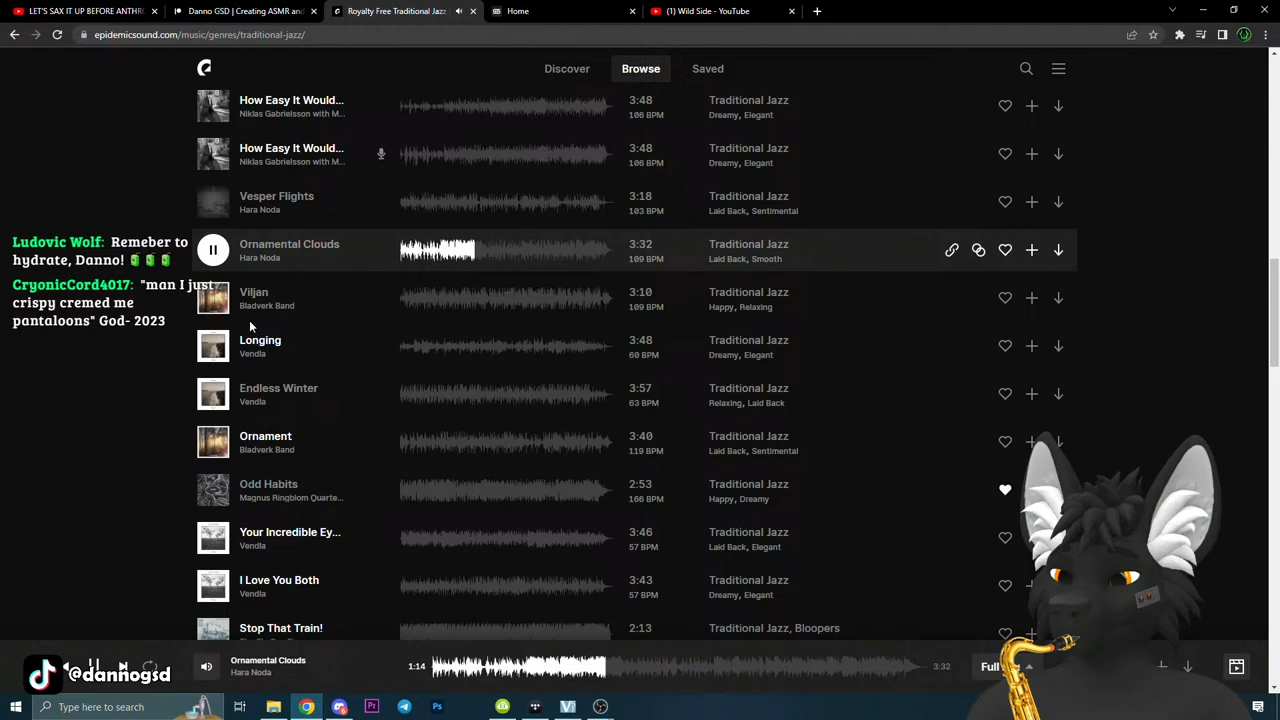 LET'S SAX IT UP BEFORE ANTHR
Danno GSD | Creating ASMR and
Royalty Free Traditional Jazz
Home
(1) Wild Side - YouTube
epidemicsound.com/music/genres/traditional-jazz/
Discover
Browse
Saved
How Easy It Would...
3:48
Traditional Jazz
Niklas Gabrielsson with M...
106 BPM
Dreamy, Elegant
How Easy It Would...
3:48
Traditional Jazz
Niklas Gabrielsson with M...
106 BPM
Dreamy, Elegant
Vesper Flights
3:18
Traditional Jazz
Hara Noda
103 BPM
Laid Back, Sentimental
Ludovic Wolf: Remeber to
hydrate, Danno!
Ornamental Clouds
3:32
Traditional Jazz
Hara Noda
109 BPM
Laid Back, Smooth
CryonicCord4017: "man I just
crispy cremed me
pantaloons" God- 2023
Viljan
3:10
Traditional Jazz
Bladverk Band
109 BPM
Happy, Relaxing
Longing
3:48
Traditional Jazz
Vendla
60 BPM
Dreamy, Elegant
Endless Winter
3:57
Traditional Jazz
Vendla
63 BPM
Relaxing, Laid Back
Ornament
3:40
Traditional Jazz
Bladverk Band
119 BPM
Laid Back, Sentimental
Odd Habits
2:53
Traditional Jazz
Magnus Ringblom Quarte...
166 BPM
Happy, Dreamy
Your Incredible Ey...
3:46
Traditional Jazz
Vendla
57 BPM
Laid Back, Elegant
I Love You Both
3:43
Traditional Jazz
Vendla
57 BPM
Dreamy, Elegant
Stop That Train!
2:13
Traditional Jazz, Bloopers
@danhogsd
Ornamental Clouds
Hara Noda
1:14
3:32
Full
Type here to search